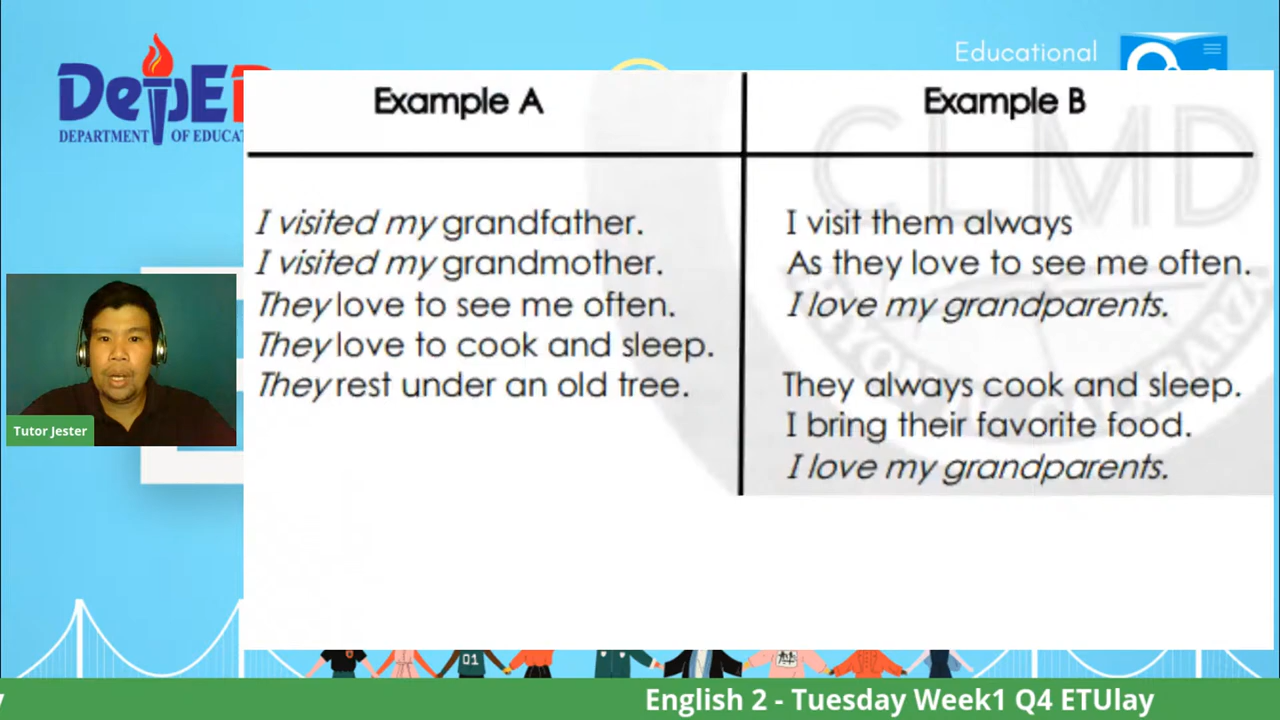 Educational
DepE
DEPARTMENT OF EDUCAT
Example A
I visited my grandfather.
I visited my grandmother.
They love to see me often.
They love to cook and sleep.
They rest under an old tree.
Example B
I visit them always
As they love to see me often.
I love my grandparents.
They always cook and sleep.
I bring their favorite food.
I love my grandparents.
CLMD
Tutor Jester
01
English 2 - Tuesday Week1 Q4 ETUlay